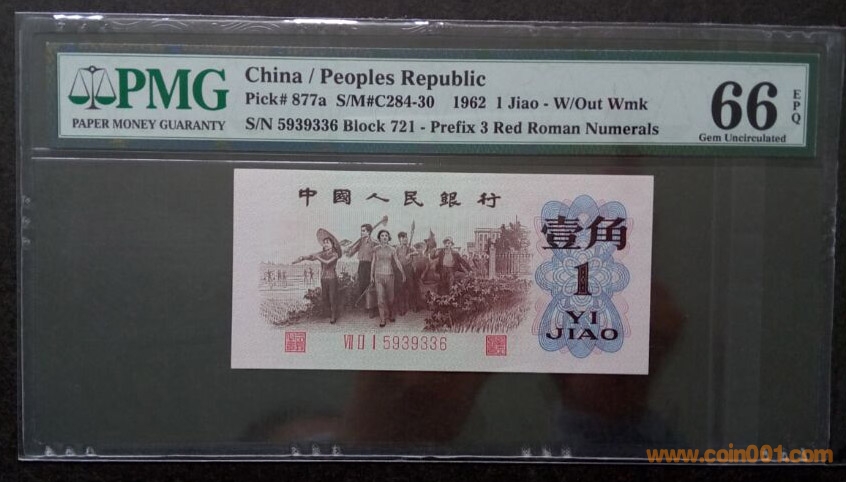 PMG
PAPER MONEY GUARANTY
China / Peoples Republic
Pick# 877a S/M#C284-30 1962 1 Jiao - W/Out Wmk
S/N 5939336 Block 721 - Prefix 3 Red Roman Numerals
66
EPQ
Gem Uncirculated
中國人民銀行
壹角
1
YI
JIAO
VII II I 5939336
www.coin001.com